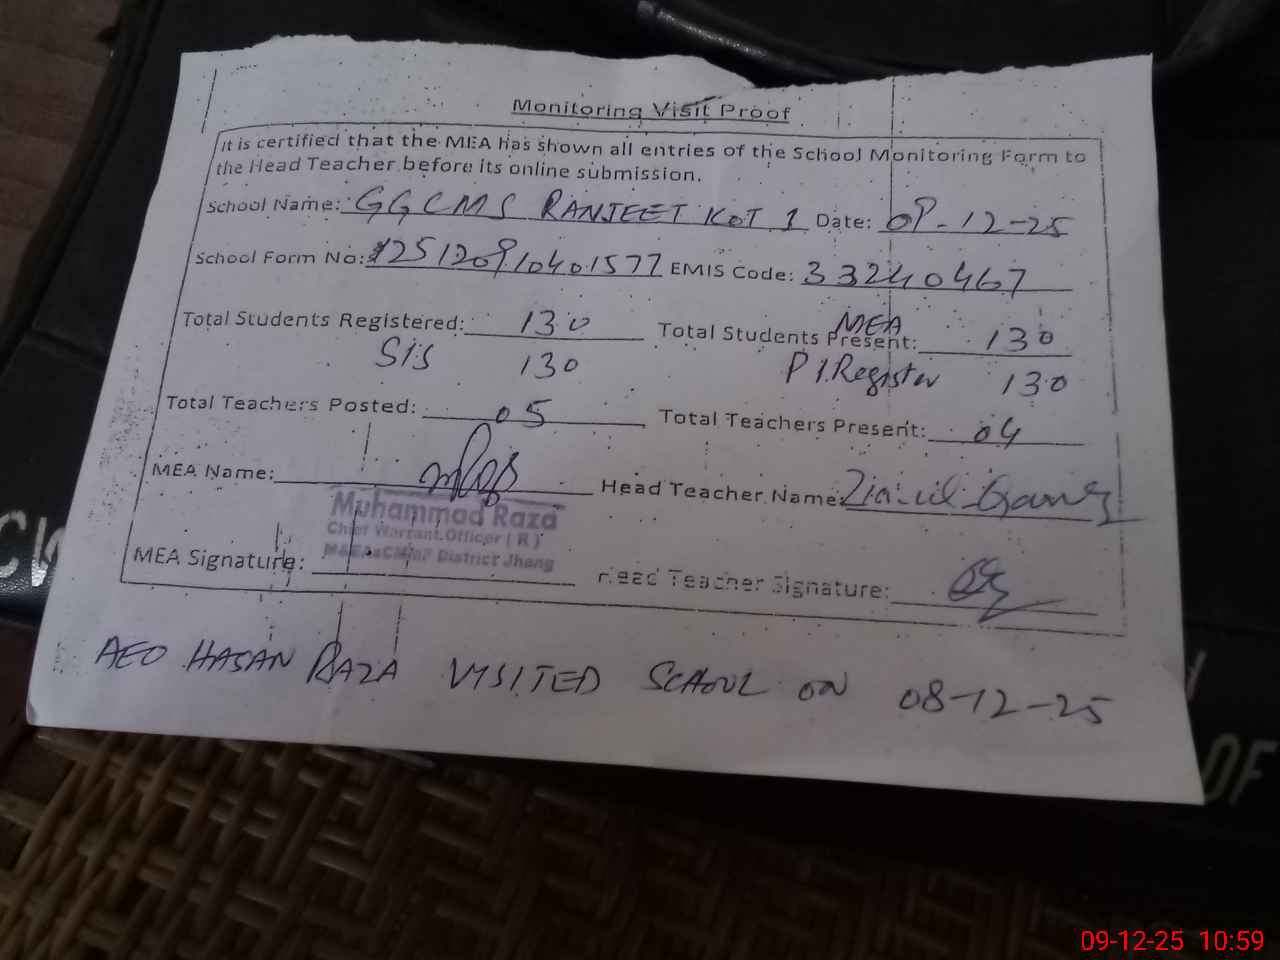 Monitoring Visit Proof
It is certified that the MEA has shown all entries of the School Monitoring Form to
the Head Teacher before its online submission.
School Name: GGCMS RANJEET KOT 1 Date: 09-12-25
School Form No: 125120910401577 EMIS Code: 33240467
Total Students Registered: 130 Total Students Present: MEA 130
SIS 130 P1.Register 130
Total Teachers Posted: 05 Total Teachers Present: 04
MEA Name: Head Teacher Name:
Muhammad Raza
Chief Warrant Officer ( R )
District Jhang
MEA Signature: Head Teacher Signature:
AEO HASAN RAZA VISITED SCHOOL ON 08-12-25
OF
09-12-25 10:59